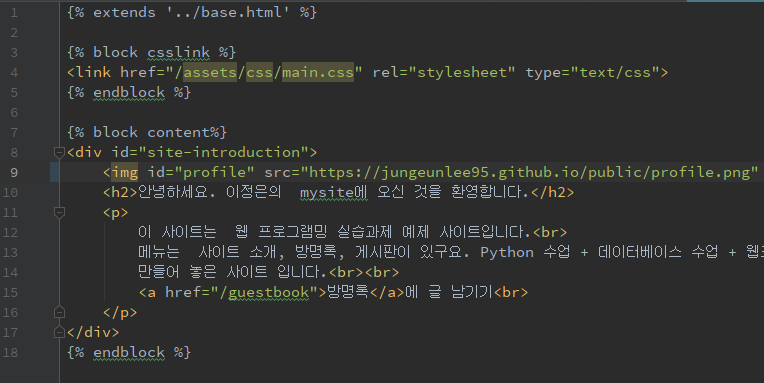 1 {% extends '../base.html' %}
2
3 {% block csslink %}
4 <link href="/assets/css/main.css" rel="stylesheet" type="text/css">
5 {% endblock %}
6
7 {% block content%}
8 <div id="site-introduction">
9 <img id="profile" src="https://jungeunlee95.github.io/public/profile.png"
10 <h2>안녕하세요. 이정은의  mysite에 오신 것을 환영합니다.</h2>
11 <p>
12 이 사이트는  웹 프로그램밍 실습과제 예제 사이트입니다.<br>
13 메뉴는  사이트 소개, 방명록, 게시판이 있구요. Python 수업 + 데이터베이스 수업 +
14 만들어 놓은 사이트 입니다.<br><br>
15 <a href="/guestbook">방명록</a>에 글 남기기<br>
16 </p>
17 </div>
18 {% endblock %}